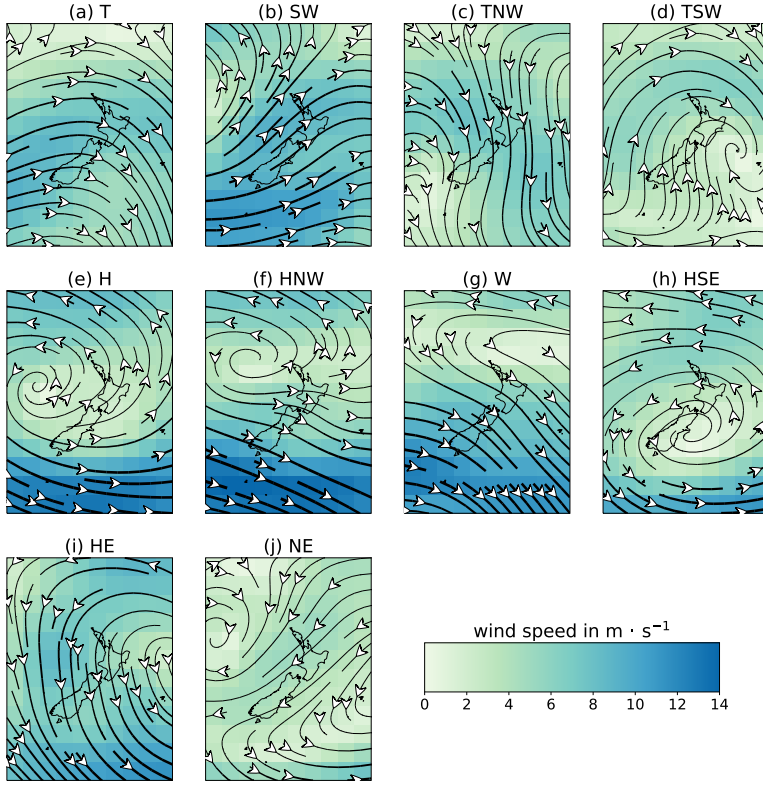 (a) T
(b) SW
(c) TNW
(d) TSW
(e) H
(f) HNW
(g) W
(h) HSE
(i) HE
(j) NE
wind speed in m · s⁻¹
0 2 4 6 8 10 12 14